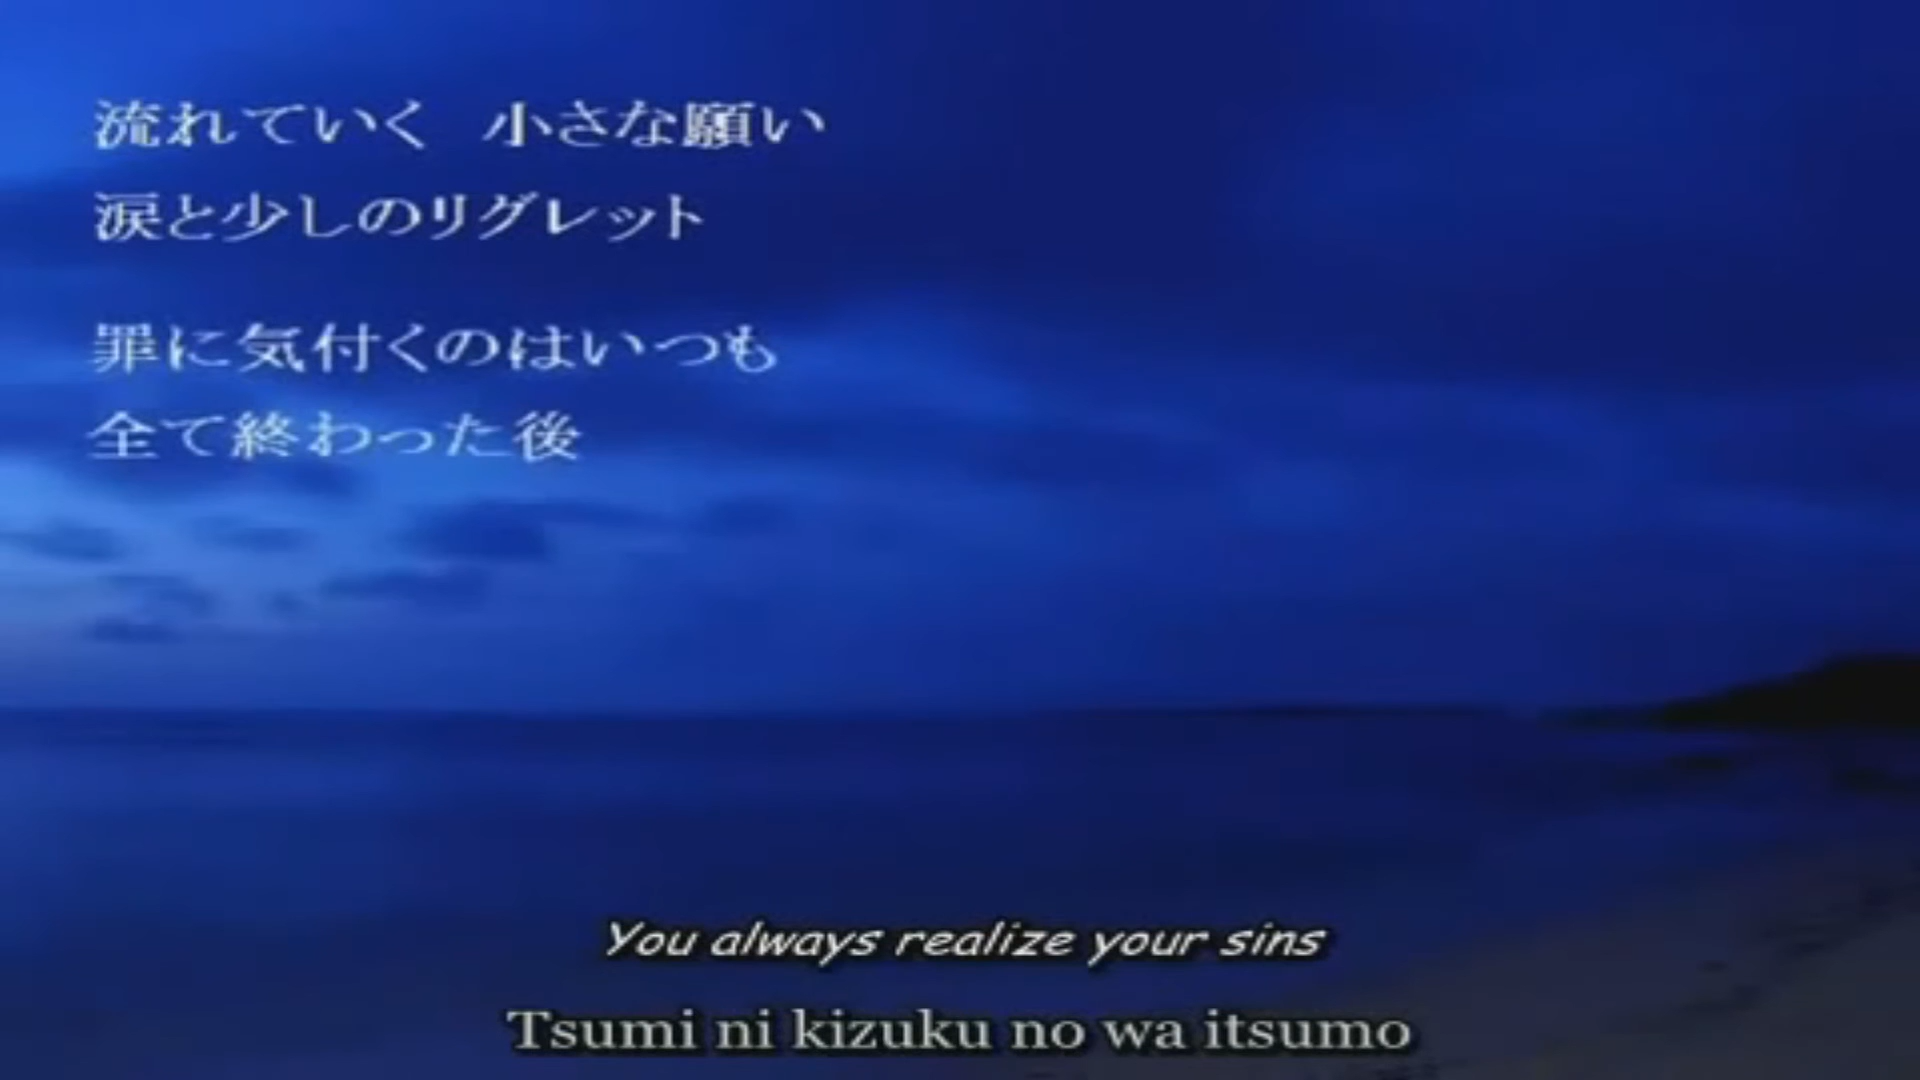 流れていく　小さな願い
涙と少しのリグレット
罪に気付くのはいつも
全て終わった後
You always realize your sins
Tsumi ni kizuku no wa itsumo